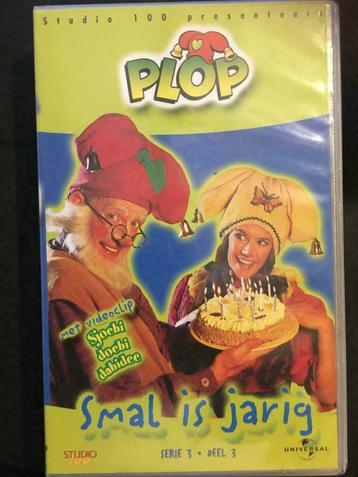 Studio 100 presenteert
PLOP
met videoclip
Sjochi
dochi
dabidee
Smal is jarig
SERIE 3 • DEEL 3
STUDIO
100
UNIVERSAL